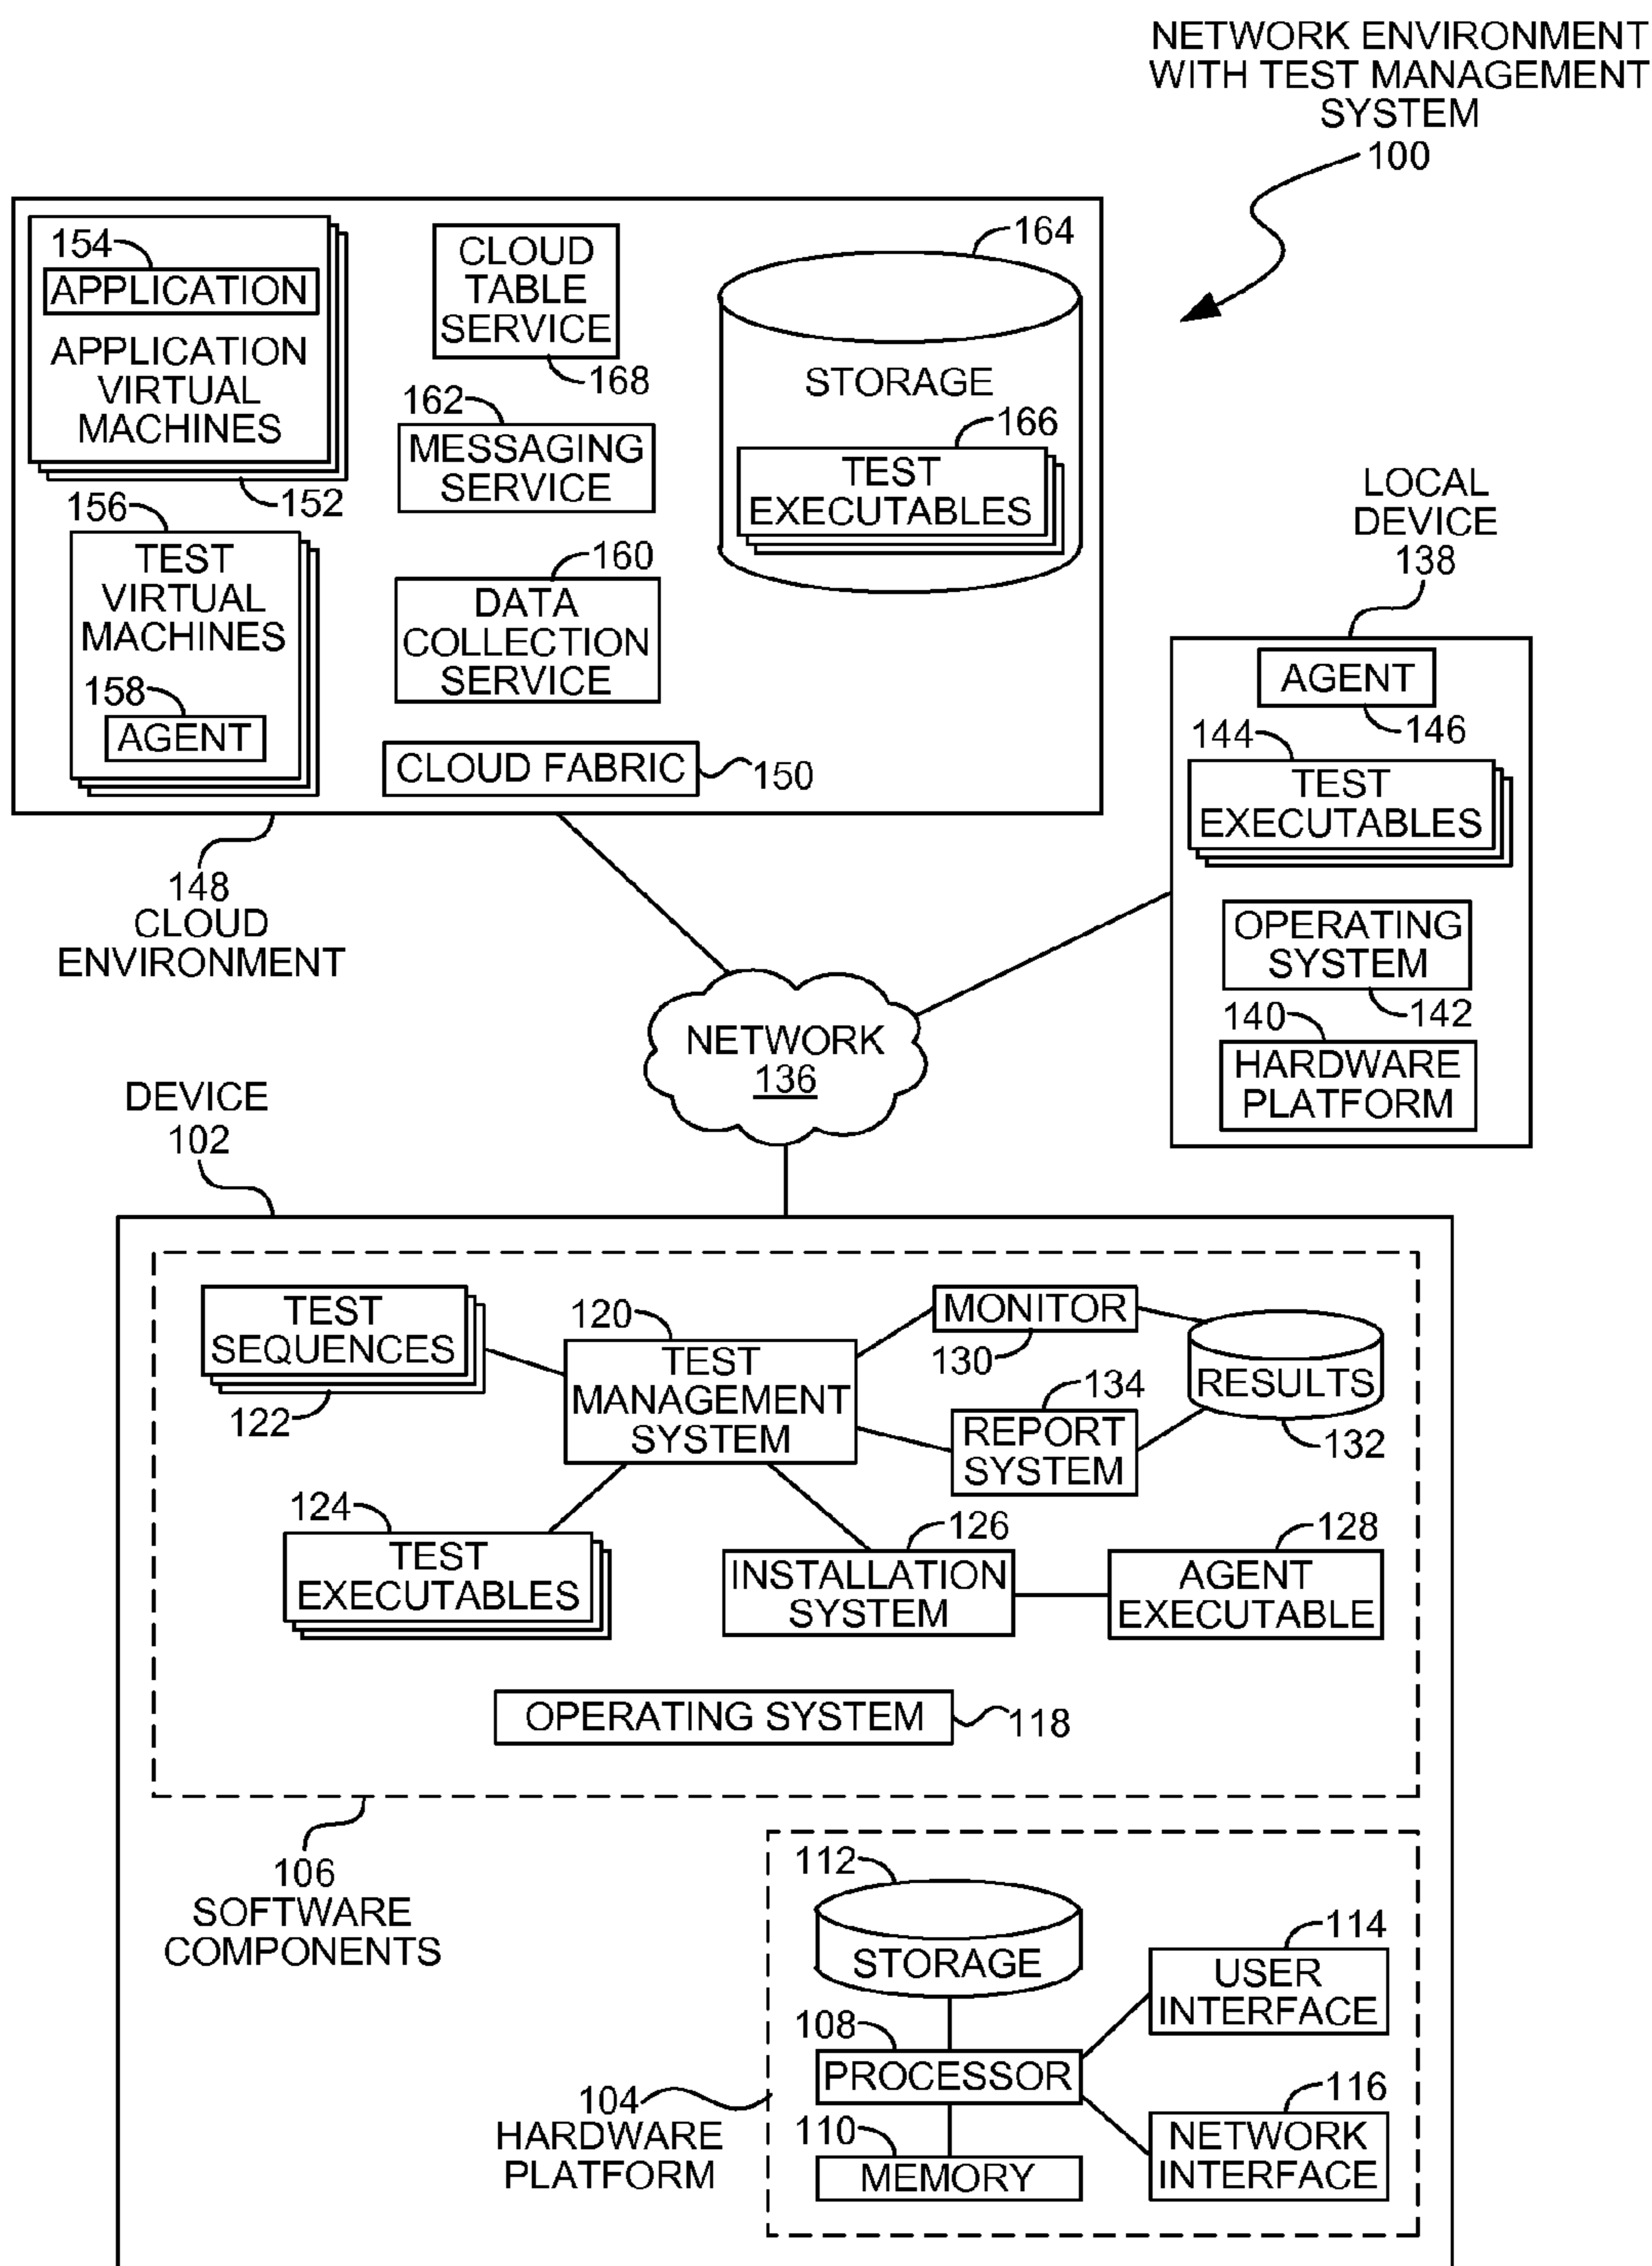 NETWORK ENVIRONMENT
WITH TEST MANAGEMENT
SYSTEM
100
154
APPLICATION
APPLICATION
VIRTUAL
MACHINES
152
CLOUD
TABLE
SERVICE
168
164
STORAGE
166
TEST
EXECUTABLES
162
MESSAGING
SERVICE
156
TEST
VIRTUAL
MACHINES
158
AGENT
160
DATA
COLLECTION
SERVICE
CLOUD FABRIC
150
148
CLOUD
ENVIRONMENT
LOCAL
DEVICE
138
AGENT
146
144
TEST
EXECUTABLES
OPERATING
SYSTEM
142
140
HARDWARE
PLATFORM
NETWORK
136
DEVICE
102
TEST
SEQUENCES
122
120
TEST
MANAGEMENT
SYSTEM
MONITOR
130
134
REPORT
SYSTEM
RESULTS
132
124
TEST
EXECUTABLES
126
INSTALLATION
SYSTEM
128
AGENT
EXECUTABLE
OPERATING SYSTEM
118
106
SOFTWARE
COMPONENTS
112
STORAGE
114
USER
INTERFACE
108
PROCESSOR
104
HARDWARE
PLATFORM
110
MEMORY
116
NETWORK
INTERFACE